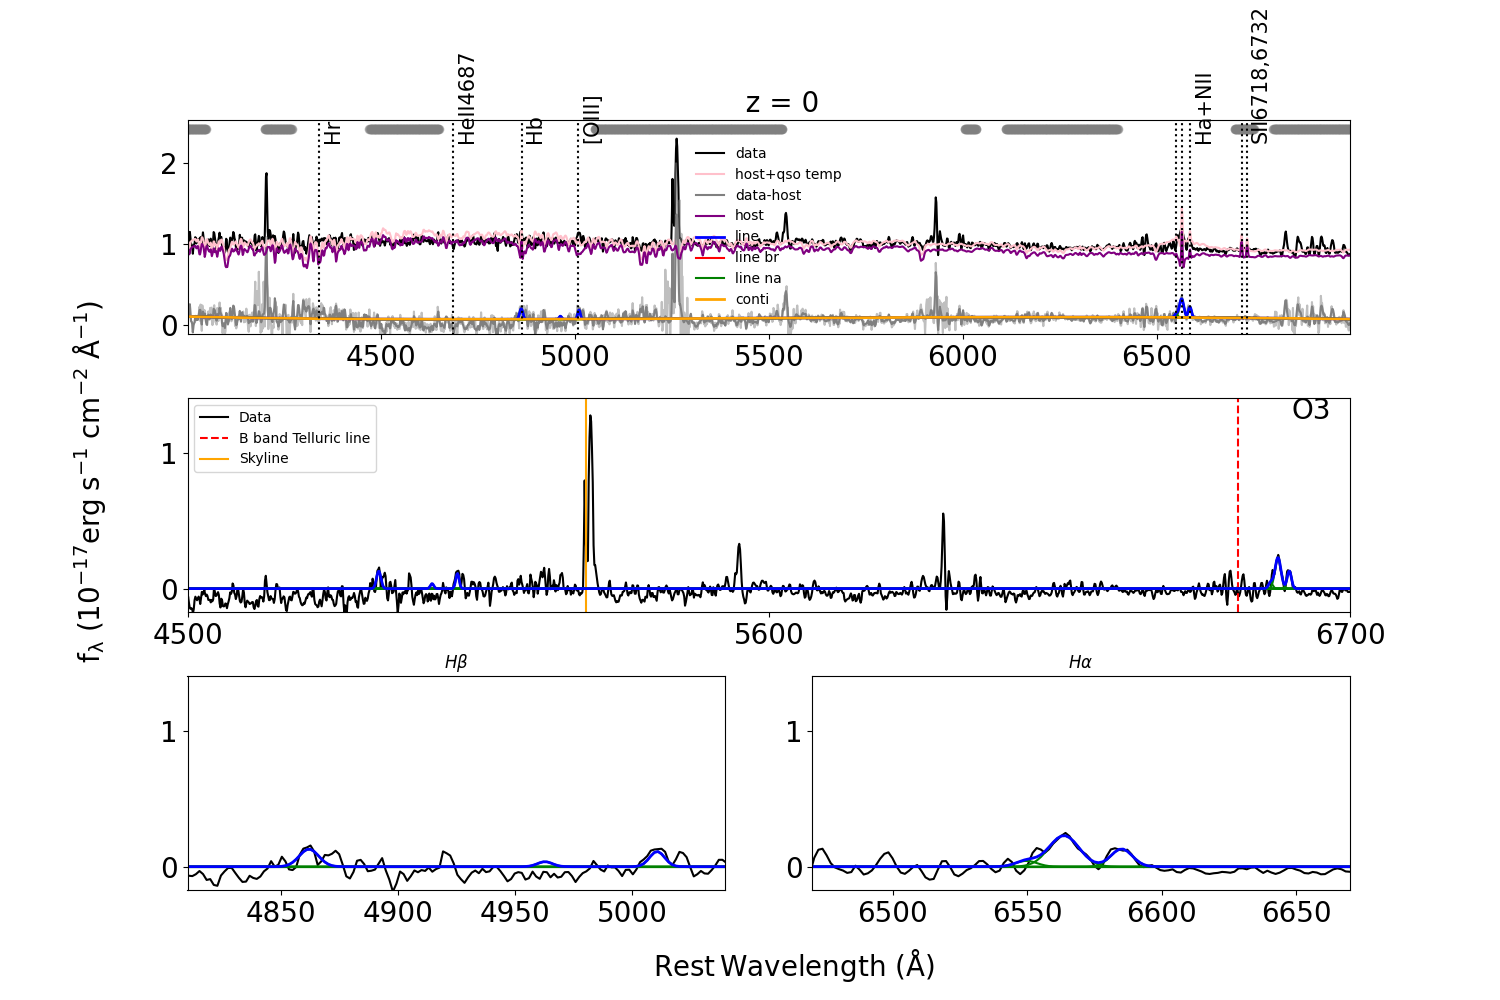 z = 0
Hr
HeII4687
Hb
[OIII]
Ha+NII
SII6718,6732
data
host+qso temp
data-host
host
line
line br
line na
conti
2
1
0
4500
5000
5500
6000
6500
O3
Data
B band Telluric line
Skyline
1
0
4500
5600
6700
fλ (10⁻¹⁷erg s⁻¹ cm⁻² Å⁻¹)
Hβ
1
0
4850
4900
4950
5000
Hα
1
0
6500
6550
6600
6650
Rest Wavelength (Å)